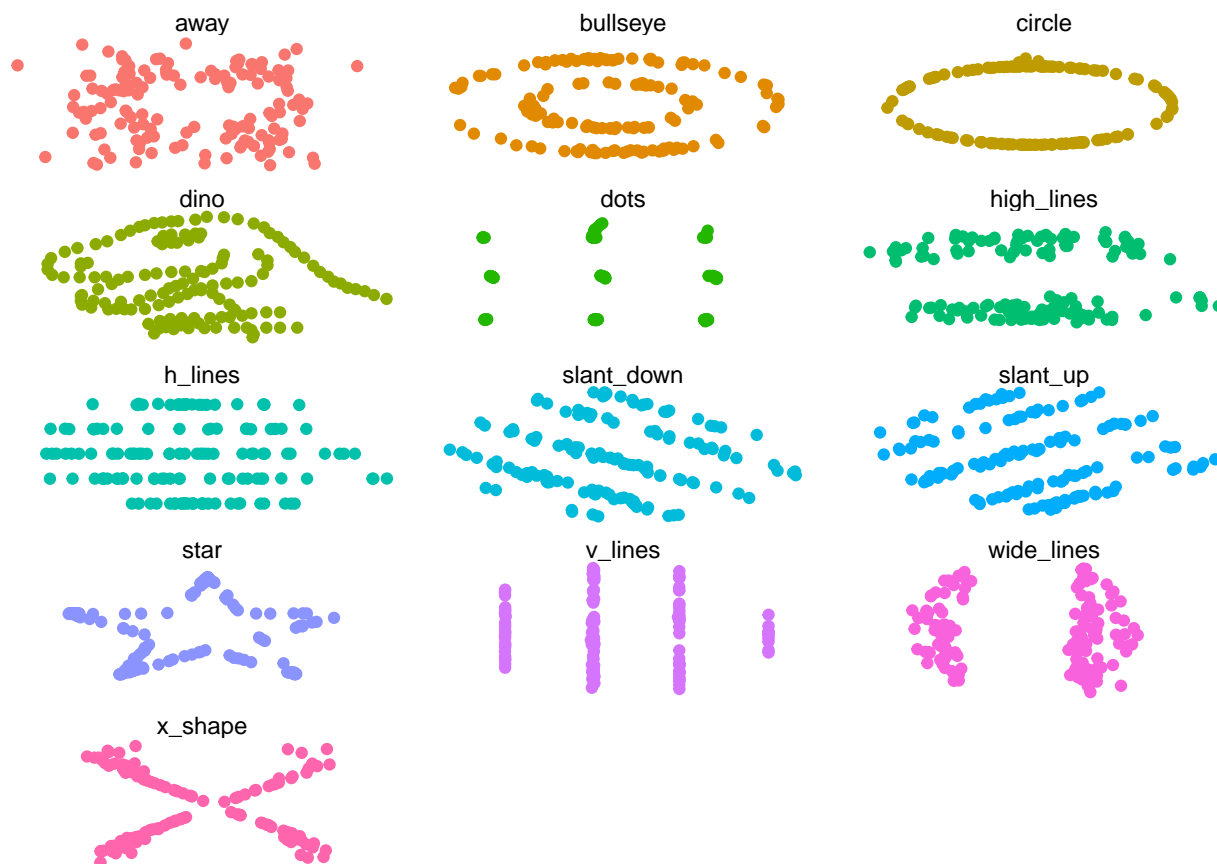 away
bullseye
circle
dino
dots
high_lines
h_lines
slant_down
slant_up
star
v_lines
wide_lines
x_shape